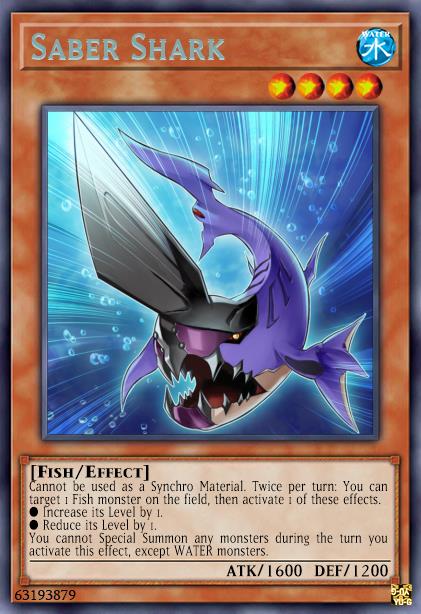 SABER SHARK
WATER
水
[FISH/EFFECT]
Cannot be used as a Synchro Material. Twice per turn: You can
target 1 Fish monster on the field, then activate 1 of these effects.
● Increase its Level by 1.
● Reduce its Level by 1.
You cannot Special Summon any monsters during the turn you
activate this effect, except WATER monsters.
ATK/1600 DEF/1200
63193879